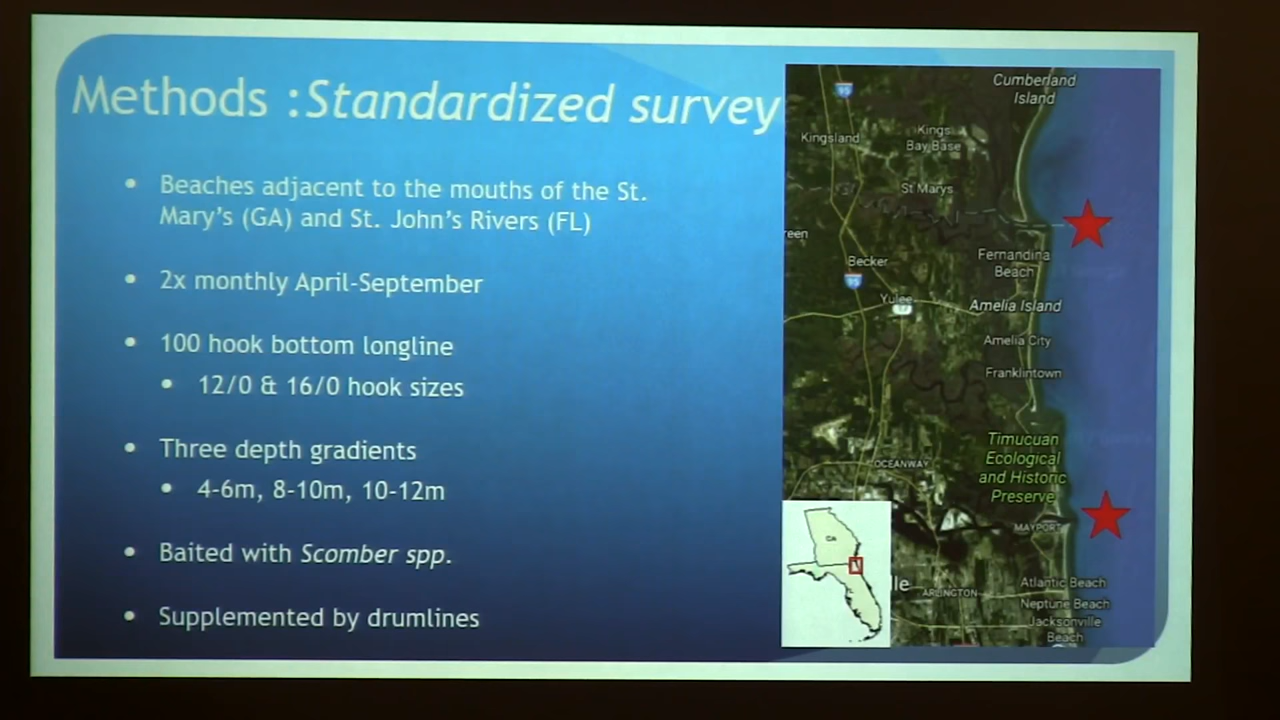 Methods :Standardized survey
• Beaches adjacent to the mouths of the St.
Mary's (GA) and St. John's Rivers (FL)
• 2x monthly April-September
• 100 hook bottom longline
• 12/0 & 16/0 hook sizes
• Three depth gradients
• 4-6m, 8-10m, 10-12m
• Baited with Scomber spp.
• Supplemented by drumlines
Cumberland
Island
95
Kingsland
Kings
Bay Base
St Marys
reen
Becker
Fernandina
Beach
95
Yulee
17
Amelia Island
Amelia City
Franklintown
Timucuan
Ecological
and Historic
Preserve
OCEANWAY
MAYPORT
GA
lle
ARLINGTON
Atlantic Beach
Neptune Beach
Jacksonville
Beach